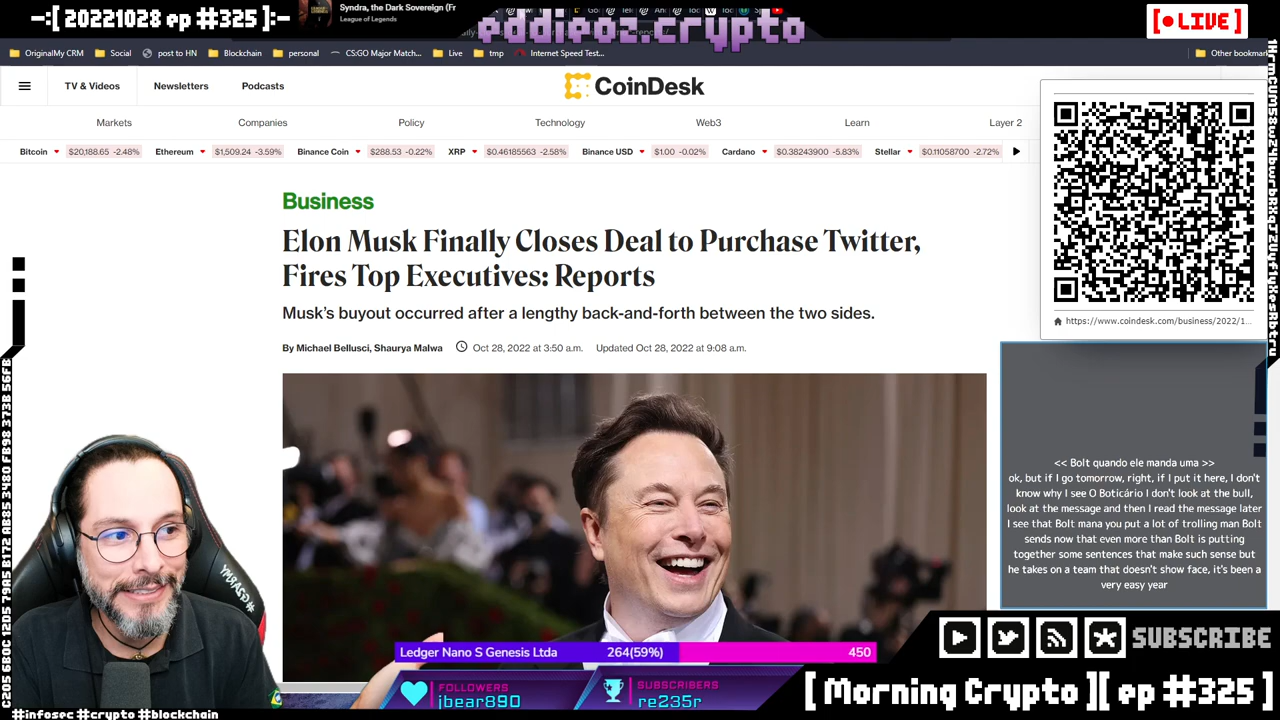 -:[ 20221028 ep #325 ]:-
Syndra, the Dark Sovereign (Fr
League of Legends
eddieoz.crypto
[ ● LIVE ]
OriginalMy CRM
Social
post to HN
Blockchain
personal
CS:GO Major Match...
Live
tmp
Internet Speed Test...
Other bookmar
TV & Videos
Newsletters
Podcasts
CoinDesk
Markets
Companies
Policy
Technology
Web3
Learn
Layer 2
Bitcoin $20,188.65 -2.48%
Ethereum $1,509.24 -3.59%
Binance Coin $288.53 -0.22%
XRP $0.46185563 -2.58%
Binance USD $1.00 -0.02%
Cardano $0.38243900 -5.83%
Stellar $0.11058700 -2.72%
Business
Elon Musk Finally Closes Deal to Purchase Twitter,
Fires Top Executives: Reports
Musk's buyout occurred after a lengthy back-and-forth between the two sides.
By Michael Bellusci, Shaurya Malwa
Oct 28, 2022 at 3:50 a.m.
Updated Oct 28, 2022 at 9:08 a.m.
https://www.coindesk.com/business/2022/1...
<< Bolt quando ele manda uma >>
ok, but if I go tomorrow, right, if I put it here, I don't
know why I see O Boticário I don't look at the bull,
look at the message and then I read the message later
I see that Bolt mana you put a lot of trolling man Bolt
sends now that even more than Bolt is putting
together some sentences that make such sense but
he takes on a team that doesn't show face, it's been a
very easy year
Ledger Nano S Genesis Ltda
264(59%)
450
FOLLOWERS
jbear890
SUBSCRIBERS
re235r
SUBSCRIBE
[ Morning Crypto ][ ep #325 ]
#infosec #crypto #blockchain